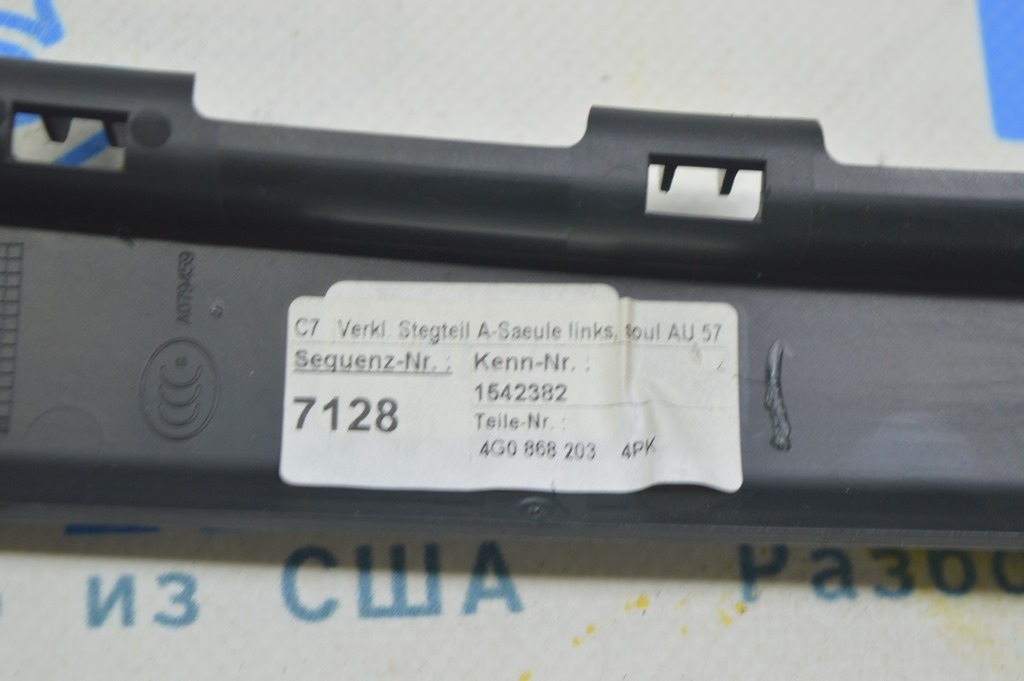 A079459
C7 Verkl. Stegteil A-Saeule links, soul AU 57
Sequenz-Nr. : Kenn-Nr. :
1542382
7128
Teile-Nr. :
4G0 868 203 4PK
из США Разбо